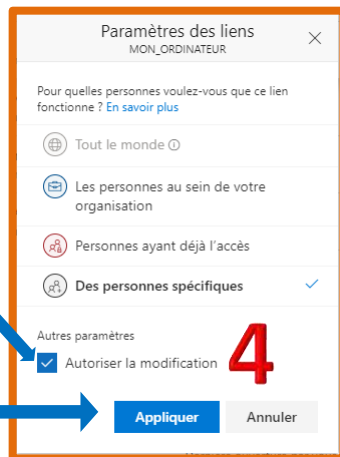 Paramètres des liens
MON_ORDINATEUR
Pour quelles personnes voulez-vous que ce lien
fonctionne ? En savoir plus
Tout le monde
Les personnes au sein de votre
organisation
Personnes ayant déjà l'accès
Des personnes spécifiques
Autres paramètres
Autoriser la modification
4
Appliquer Annuler